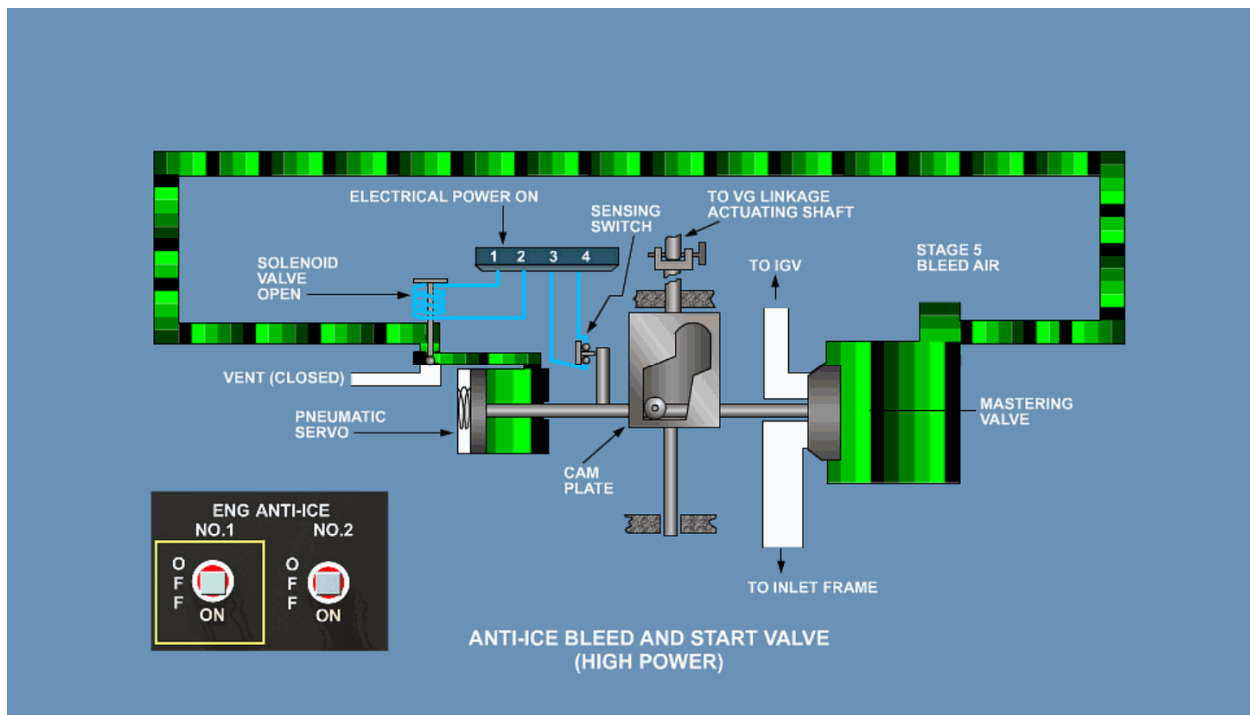 ELECTRICAL POWER ON
SENSING
SWITCH
TO VG LINKAGE
ACTUATING SHAFT
SOLENOID
VALVE
OPEN
1 2 3 4
TO IGV
STAGE 5
BLEED AIR
VENT (CLOSED)
PNEUMATIC
SERVO
CAM
PLATE
MASTERING
VALVE
TO INLET FRAME
ENG ANTI-ICE
NO.1 NO.2
OFF OFF
ON ON
ANTI-ICE BLEED AND START VALVE
(HIGH POWER)